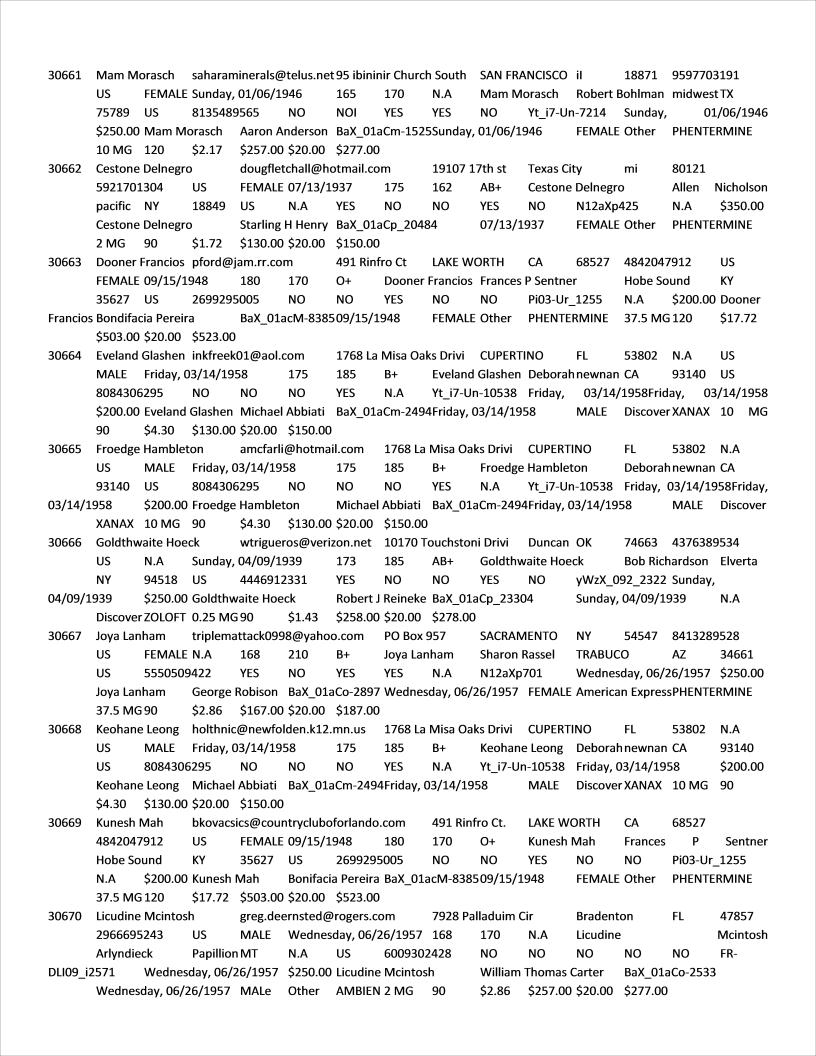 30661 Mam Morasch saharaminerals@telus.net 95 ibininir Church South SAN FRANCISCO il 18871 9597703191
US FEMALE Sunday, 01/06/1946 165 170 N.A Mam Morasch Robert Bohlman midwest TX
75789 US 8135489565 NO NOI YES YES NO Yt_i7-Un-7214 Sunday, 01/06/1946
$250.00 Mam Morasch Aaron Anderson BaX_01aCm-1525 Sunday, 01/06/1946 FEMALE Other PHENTERMINE
10 MG 120 $2.17 $257.00 $20.00 $277.00
30662 Cestone Delnegro dougfletchall@hotmail.com 19107 17th st Texas City mi 80121
5921701304 US FEMALE 07/13/1937 175 162 AB+ Cestone Delnegro Allen Nicholson
pacific NY 18849 US N.A YES NO NO YES NO N12aXp425 N.A $350.00
Cestone Delnegro Starling H Henry BaX_01aCp_20484 07/13/1937 FEMALE Other PHENTERMINE
2 MG 90 $1.72 $130.00 $20.00 $150.00
30663 Dooner Francios pford@jam.rr.com 491 Rinfro Ct LAKE WORTH CA 68527 4842047912 US
FEMALE 09/15/1948 180 170 O+ Dooner Francios Frances P Sentner Hobe Sound KY
35627 US 2699295005 NO NO YES NO NO Pi03-Ur_1255 N.A $200.00 Dooner
Francios Bonifacia Pereira BaX_01acM-8385 09/15/1948 FEMALE Other PHENTERMINE 37.5 MG 120 $17.72
$503.00 $20.00 $523.00
30664 Eveland Glashen inkfreek01@aol.com 1768 La Misa Oaks Drivi CUPERTINO FL 53802 N.A US
MALE Friday, 03/14/1958 175 185 B+ Eveland Glashen Deborah newnan CA 93140 US
8084306295 NO NO NO YES N.A Yt_i7-Un-10538 Friday, 03/14/1958 Friday, 03/14/1958
$200.00 Eveland Glashen Michael Abbiati BaX_01aCm-2494 Friday, 03/14/1958 MALE Discover XANAX 10 MG
90 $4.30 $130.00 $20.00 $150.00
30665 Froedge Hambleton amcfarli@hotmail.com 1768 La Misa Oaks Drivi CUPERTINO FL 53802 N.A
US MALE Friday, 03/14/1958 175 185 B+ Froedge Hambleton Deborah newnan CA
93140 US 8084306295 NO NO NO YES N.A Yt_i7-Un-10538 Friday, 03/14/1958 Friday,
03/14/1958 $200.00 Froedge Hambleton Michael Abbiati BaX_01aCm-2494 Friday, 03/14/1958 MALE Discover
XANAX 10 MG 90 $4.30 $130.00 $20.00 $150.00
30666 Goldthwaite Hoeck wtrigueros@verizon.net 10170 Touchstoni Drivi Duncan OK 74663 4376389534
US N.A Sunday, 04/09/1939 173 185 AB+ Goldthwaite Hoeck Bob Richardson Elverta
NY 94518 US 4446912331 YES NO NO YES NO yWzX_092_2322 Sunday,
04/09/1939 $250.00 Goldthwaite Hoeck Robert J Reineke BaX_01aCp_23304 Sunday, 04/09/1939 N.A
Discover ZOLOFT 0.25 MG 90 $1.43 $258.00 $20.00 $278.00
30667 Joya Lanham triplemattack0998@yahoo.com PO Box 957 SACRAMENTO NY 54547 8413289528
US FEMALE N.A 168 210 B+ Joya Lanham Sharon Rassel TRABUCO AZ 34661
US 5550509422 YES NO YES YES N.A N12aXp701 Wednesday, 06/26/1957 $250.00
Joya Lanham George Robison BaX_01aCo-2897 Wednesday, 06/26/1957 FEMALE American Express PHENTERMINE
37.5 MG 90 $2.86 $167.00 $20.00 $187.00
30668 Keohane Leong holthnic@newfolden.k12.mn.us 1768 La Misa Oaks Drivi CUPERTINO FL 53802 N.A
US MALE Friday, 03/14/1958 175 185 B+ Keohane Leong Deborah newnan CA 93140
US 8084306295 NO NO NO YES N.A Yt_i7-Un-10538 Friday, 03/14/1958 $200.00
Keohane Leong Michael Abbiati BaX_01aCm-2494 Friday, 03/14/1958 MALE Discover XANAX 10 MG 90
$4.30 $130.00 $20.00 $150.00
30669 Kunesh Mah bkovacsics@countrycluboforlando.com 491 Rinfro Ct. LAKE WORTH CA 68527
4842047912 US FEMALE 09/15/1948 180 170 O+ Kunesh Mah Frances P Sentner
Hobe Sound KY 35627 US 2699295005 NO NO YES NO NO Pi03-Ur_1255
N.A $200.00 Kunesh Mah Bonifacia Pereira BaX_01acM-8385 09/15/1948 FEMALE Other PHENTERMINE
37.5 MG 120 $17.72 $503.00 $20.00 $523.00
30670 Licudine Mcintosh greg.deernsted@rogers.com 7928 Palladuim Cir Bradenton FL 47857
2966695243 US MALE Wednesday, 06/26/1957 168 170 N.A Licudine Mcintosh
Arlyndieck Papillion MT N.A US 6009302428 NO NO NO NO NO FR-
DLI09_i2571 Wednesday, 06/26/1957 $250.00 Licudine Mcintosh William Thomas Carter BaX_01aCo-2533
Wednesday, 06/26/1957 MALe Other AMBIEN 2 MG 90 $2.86 $257.00 $20.00 $277.00